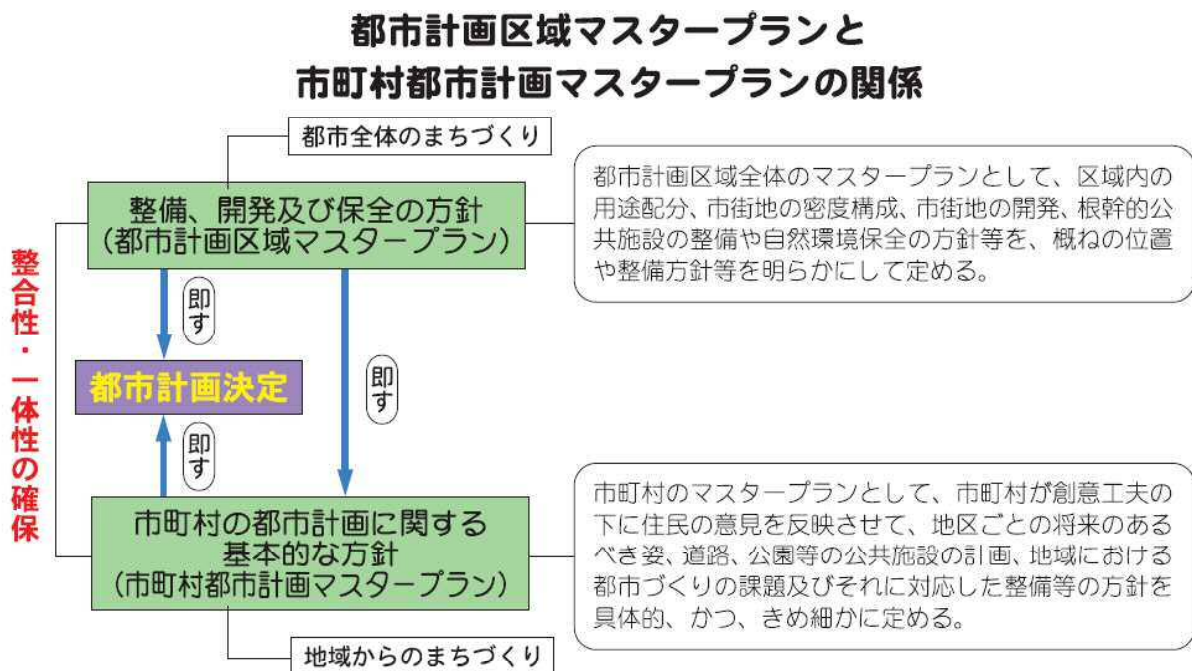 都市計画区域マスタープランと
市町村都市計画マスタープランの関係
都市全体のまちづくり
整備、開発及び保全の方針
（都市計画区域マスタープラン）
都市計画区域全体のマスタープランとして、区域内の
用途配分、市街地の密度構成、市街地の開発、根幹的公
共施設の整備や自然環境保全の方針等を、概ねの位置
や整備方針等を明らかにして定める。
整合性・一体性の確保
即す
都市計画決定
即す
即す
市町村の都市計画に関する
基本的な方針
（市町村都市計画マスタープラン）
市町村のマスタープランとして、市町村が創意工夫の
下に住民の意見を反映させて、地区ごとの将来のある
べき姿、道路、公園等の公共施設の計画、地域における
都市づくりの課題及びそれに対応した整備等の方針を
具体的、かつ、きめ細かに定める。
地域からのまちづくり